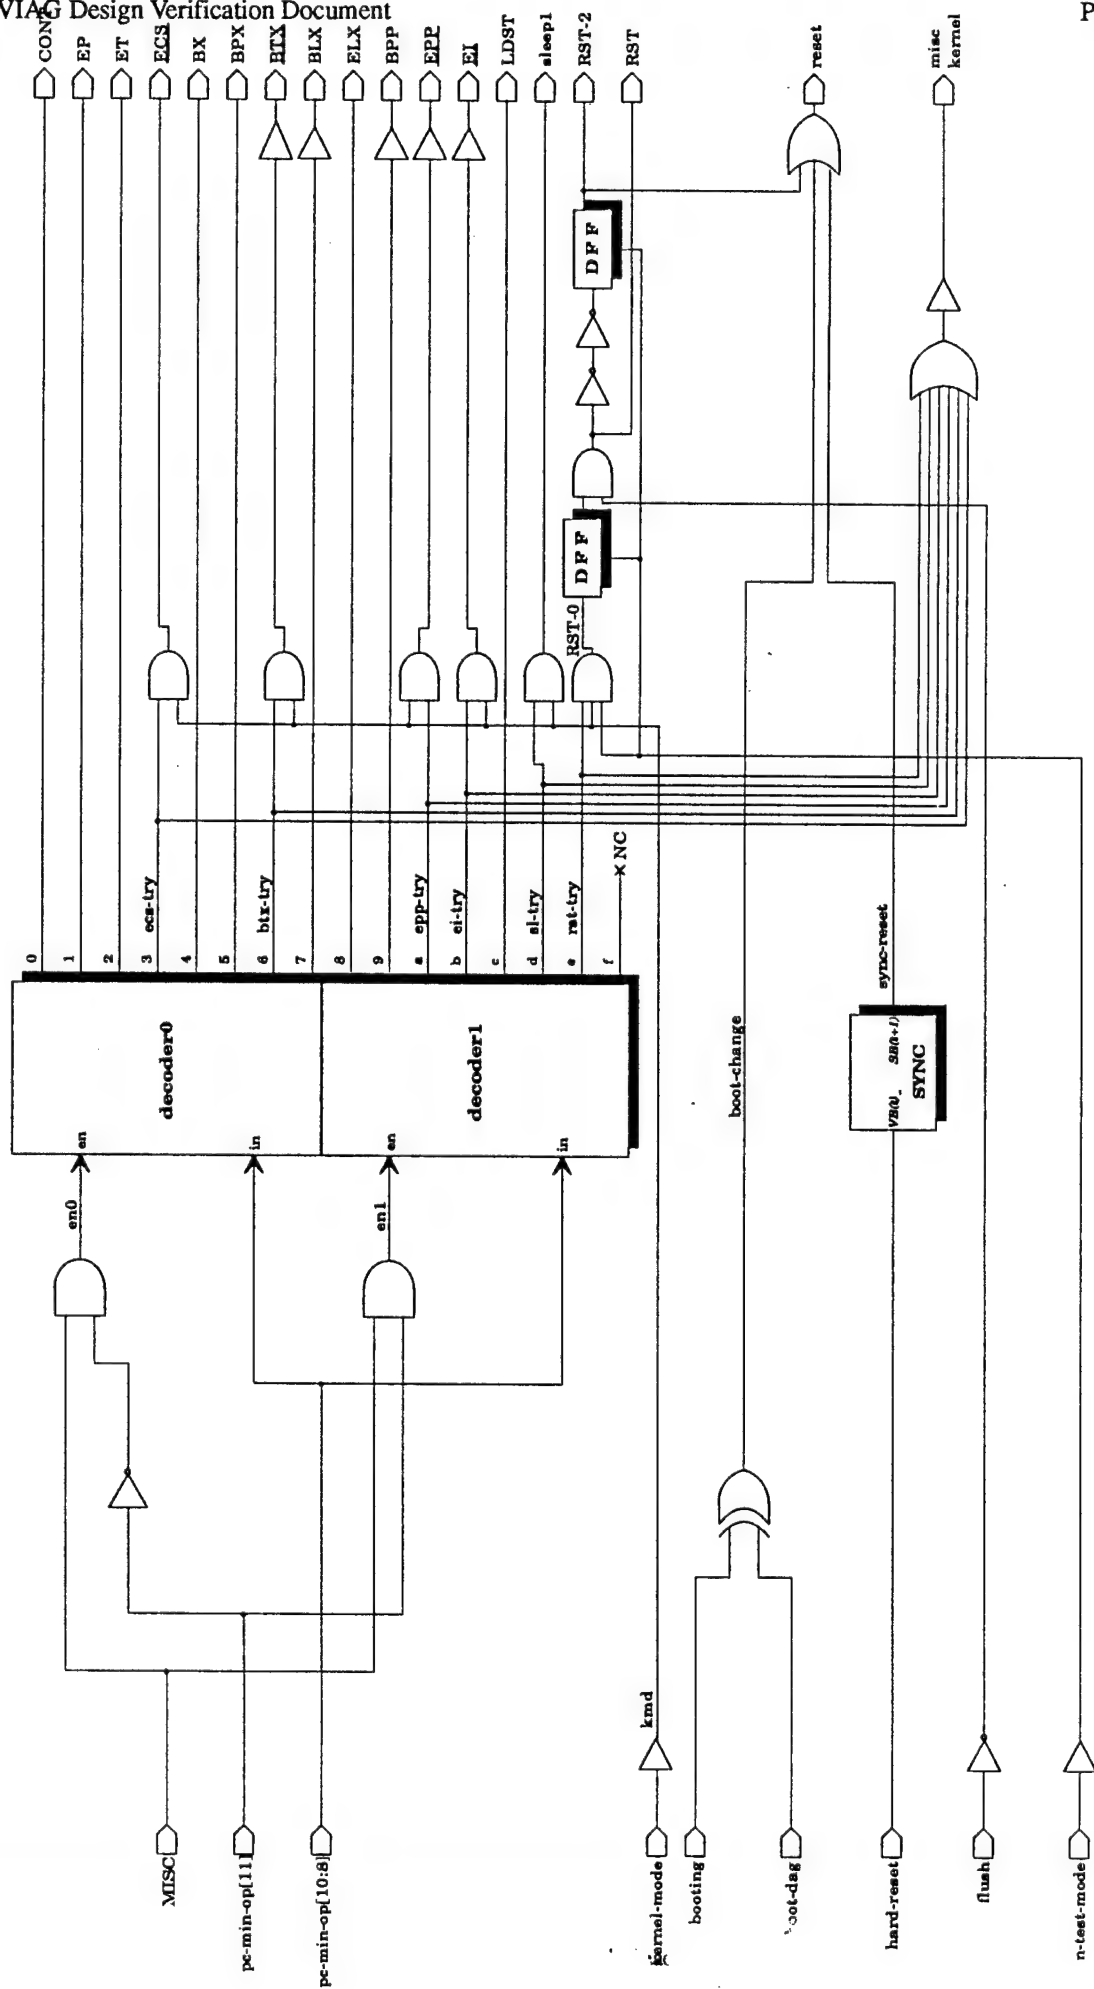 VIAG Design Verification Document
P
CONF
EP
ET
ECS
BX
BPX
BTX
BLX
ELX
BPP
EPP
EI
LDST
sleep1
RST-2
RST
reset
misc
kernel
DFF
DFF
RST-0
0
1
2
3
4
5
6
7
8
9
a
b
c
d
e
f
ecs-try
btx-try
epp-try
ei-try
sl-try
rst-try
NC
decoder0
decoder1
en
in
en
in
en0
en1
boot-change
sync-reset
SYNC
kmd
MISC
pc-min-op[11]
pc-min-op[10:8]
kernel-mode
booting
hard-reset
flush
n-test-mode